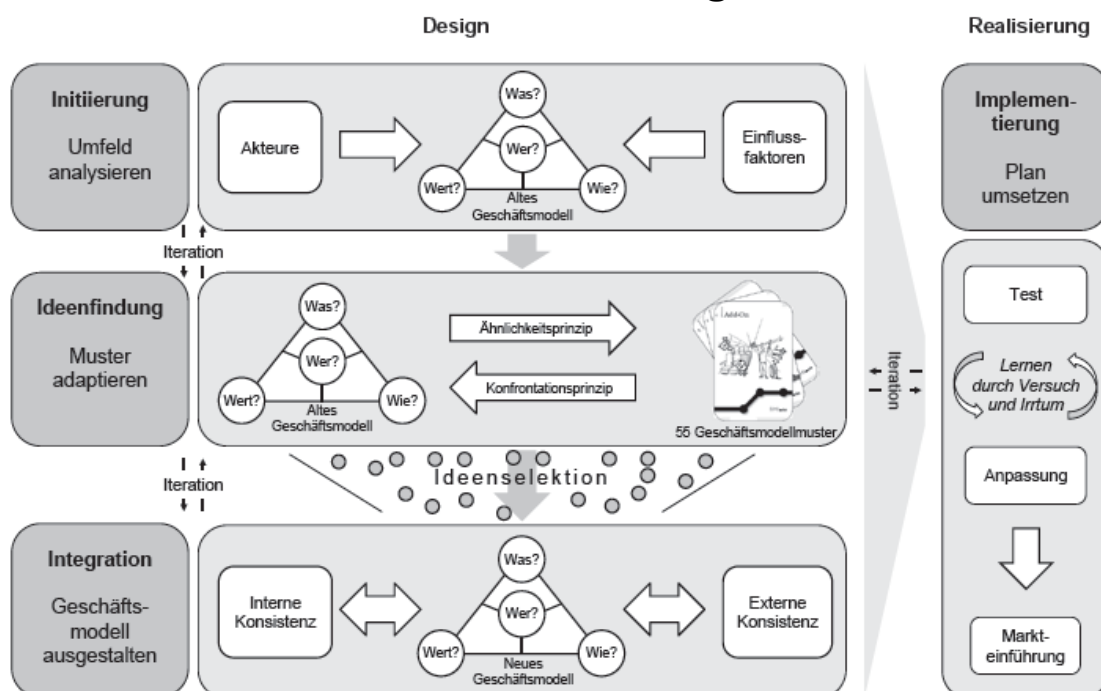 Design
Realisierung
Initiierung
Umfeld
analysieren
Akteure
Was?
Wer?
Wert?
Wie?
Altes
Geschäftsmodell
Einfluss-
faktoren
Implemen-
tierung
Plan
umsetzen
Iteration
Ideenfindung
Muster
adaptieren
Was?
Wer?
Wert?
Wie?
Altes
Geschäftsmodell
Ähnlichkeitsprinzip
Konfrontationsprinzip
Add-On
55 Geschäftsmodellmuster
Iteration
Test
Lernen
durch Versuch
und Irrtum
Anpassung
Iteration
Ideenselektion
Integration
Geschäfts-
modell
ausgestalten
Interne
Konsistenz
Was?
Wer?
Wert?
Wie?
Neues
Geschäftsmodell
Externe
Konsistenz
Markt-
einführung